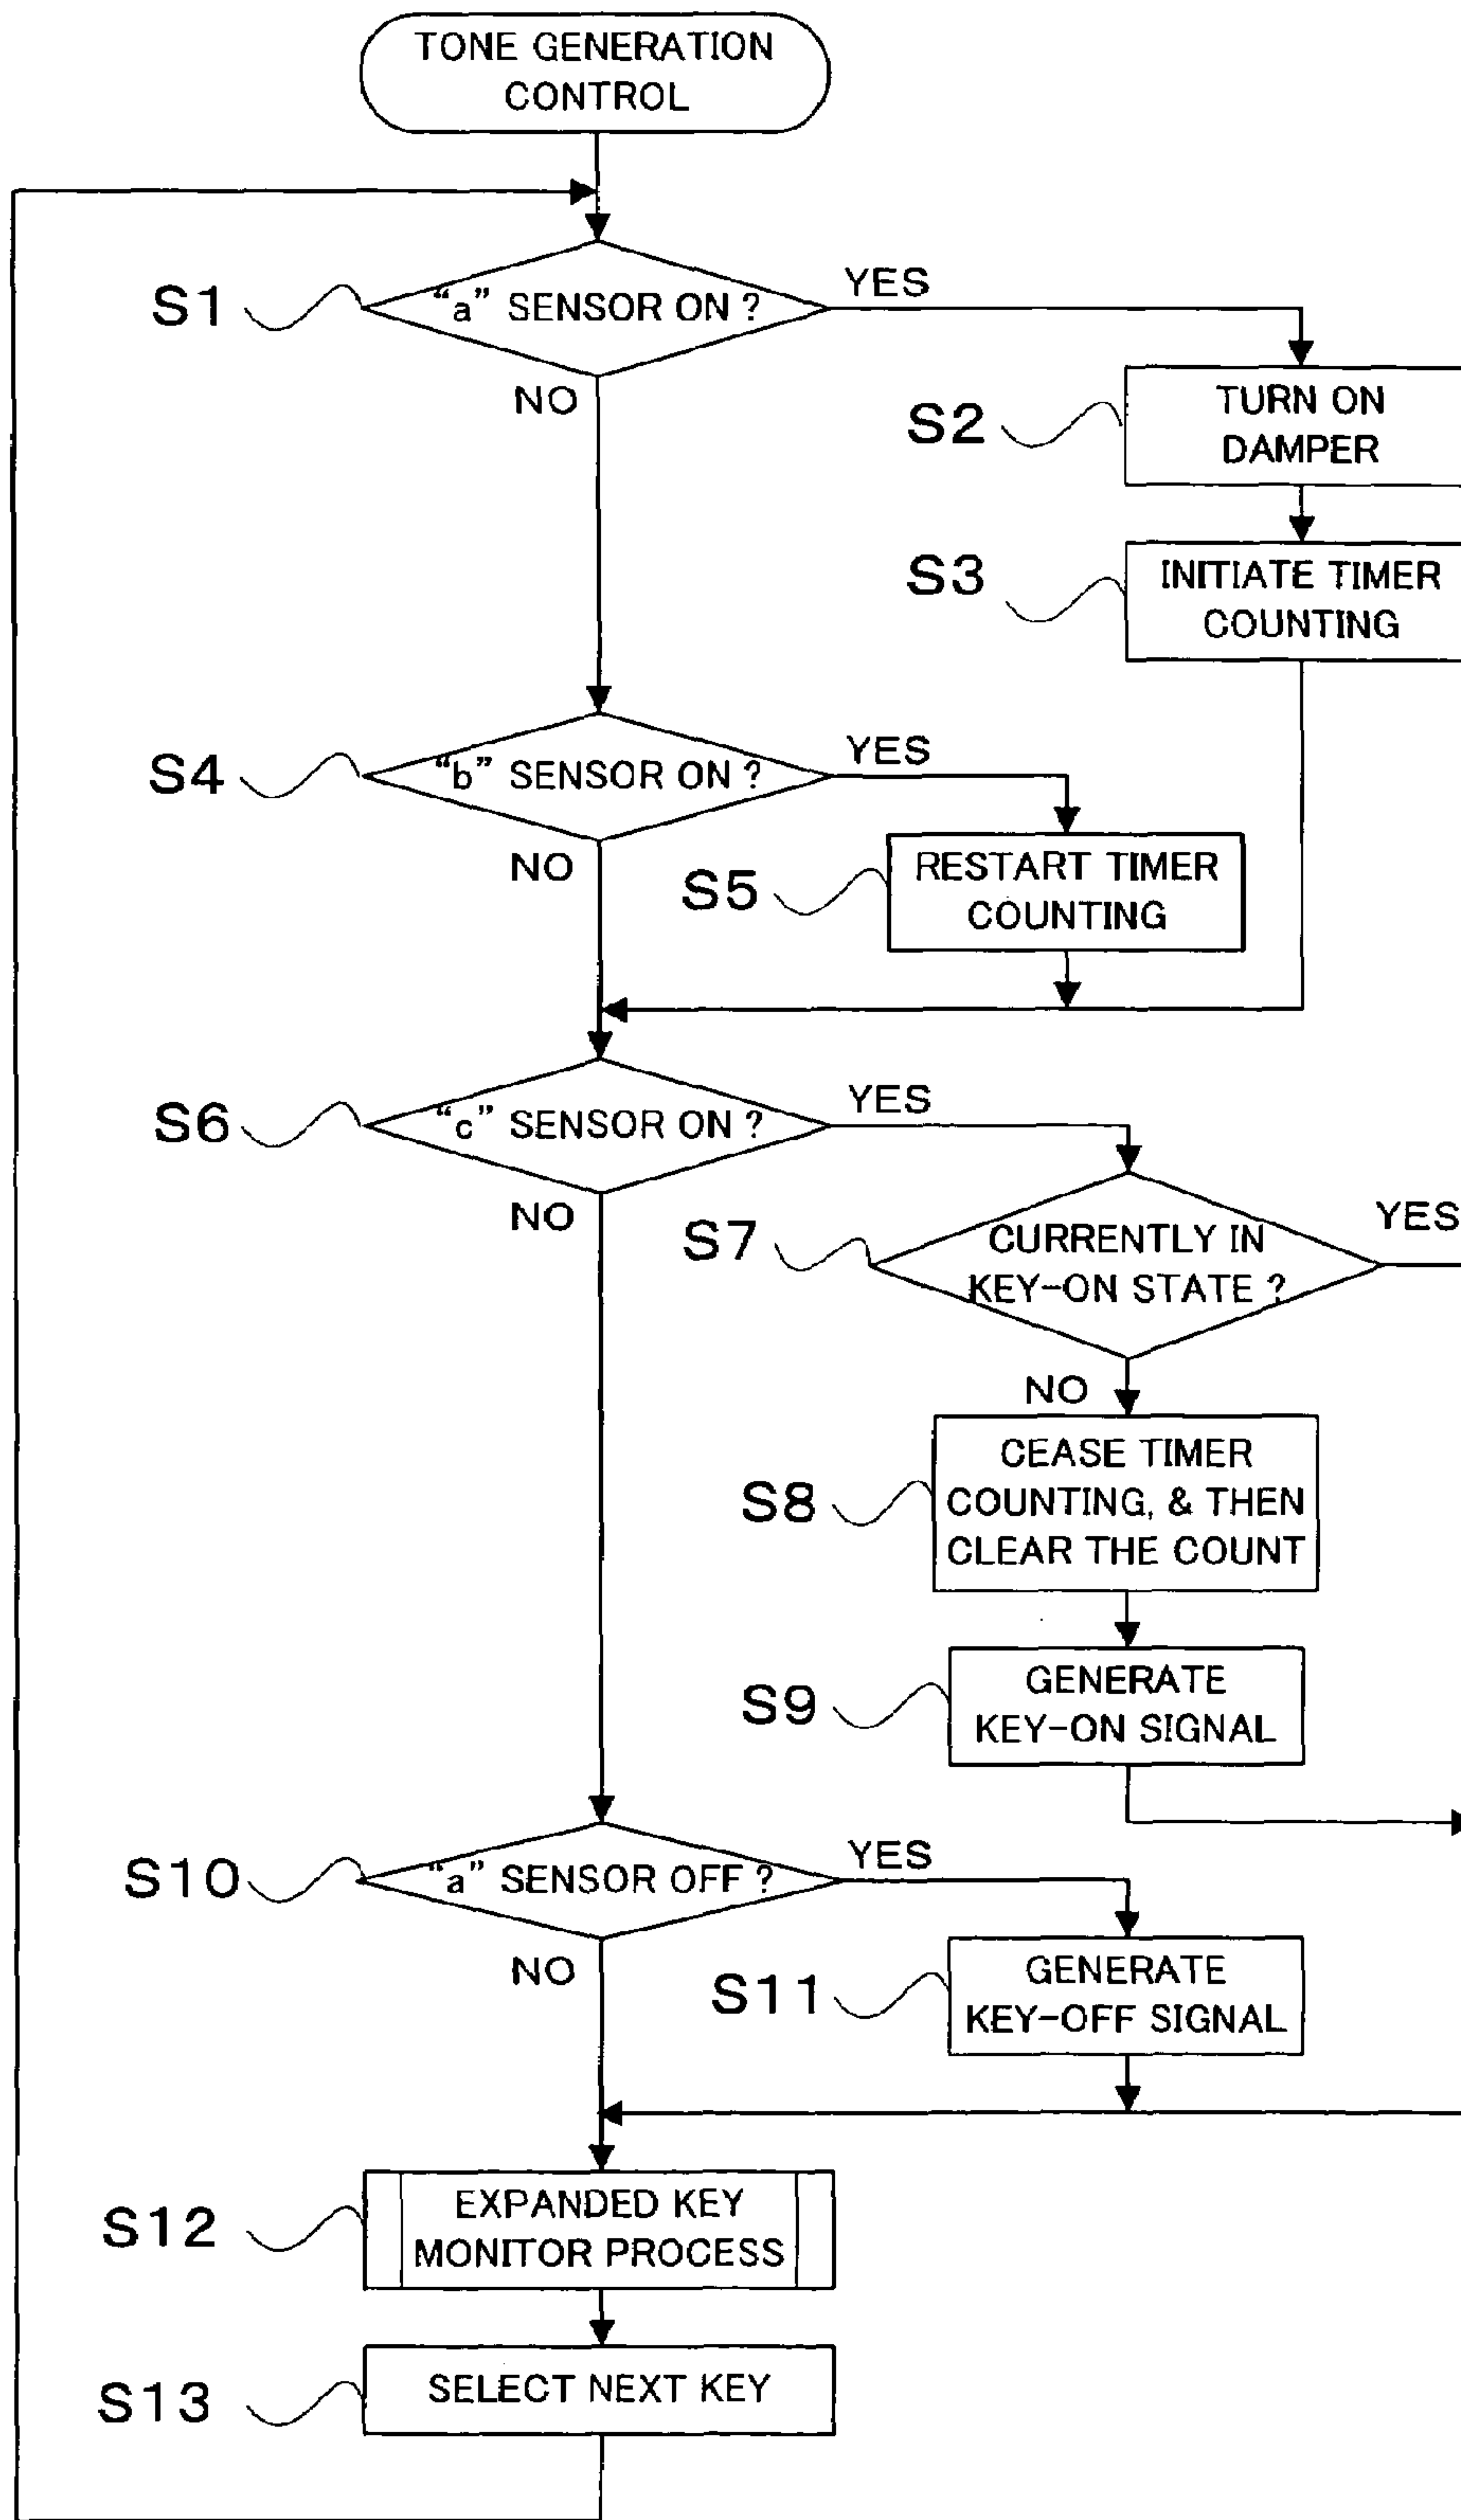 TONE GENERATION
CONTROL
S1
“a” SENSOR ON ?
YES
NO
S2
TURN ON
DAMPER
S3
INITIATE TIMER
COUNTING
S4
“b” SENSOR ON ?
YES
NO
S5
RESTART TIMER
COUNTING
S6
“c” SENSOR ON ?
YES
NO
S7
CURRENTLY IN
KEY-ON STATE ?
YES
NO
S8
CEASE TIMER
COUNTING, & THEN
CLEAR THE COUNT
S9
GENERATE
KEY-ON SIGNAL
S10
“a” SENSOR OFF ?
YES
NO
S11
GENERATE
KEY-OFF SIGNAL
S12
EXPANDED KEY
MONITOR PROCESS
S13
SELECT NEXT KEY